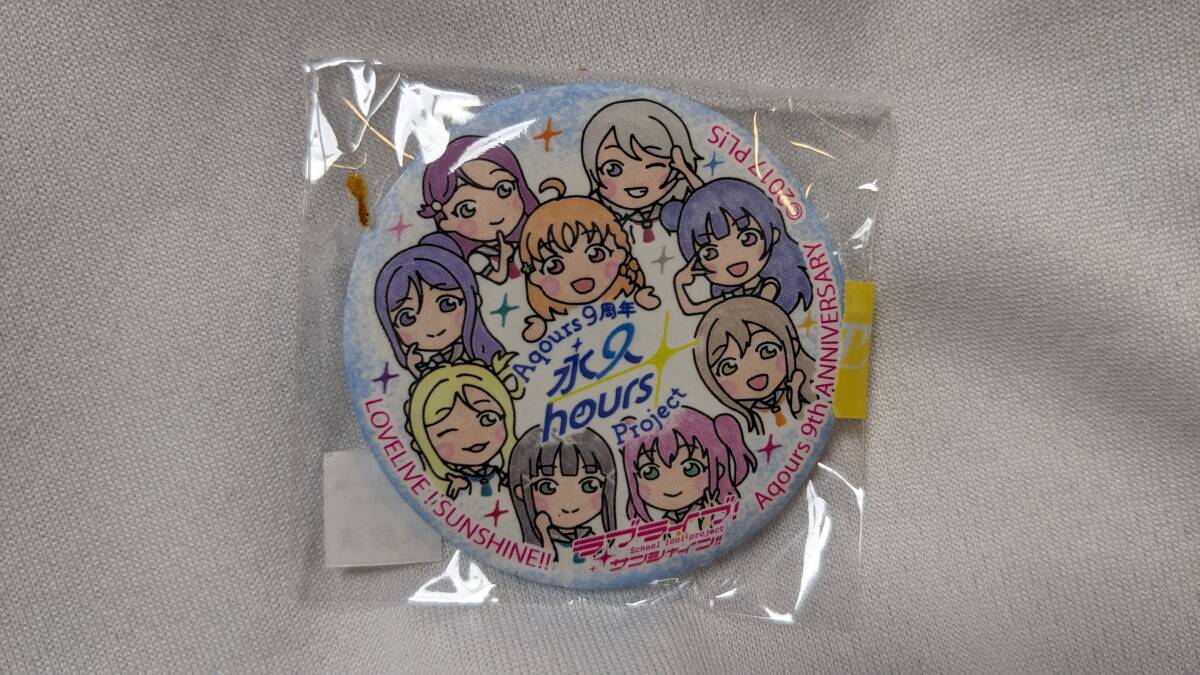 ©2017 PLiS
Aqours 9周年
永久
hours
Project
LOVELIVE!!SUNSHINE!!
Aqours 9th ANNIVERSARY
ラブライブ!
School idol project
サンシャイン!!